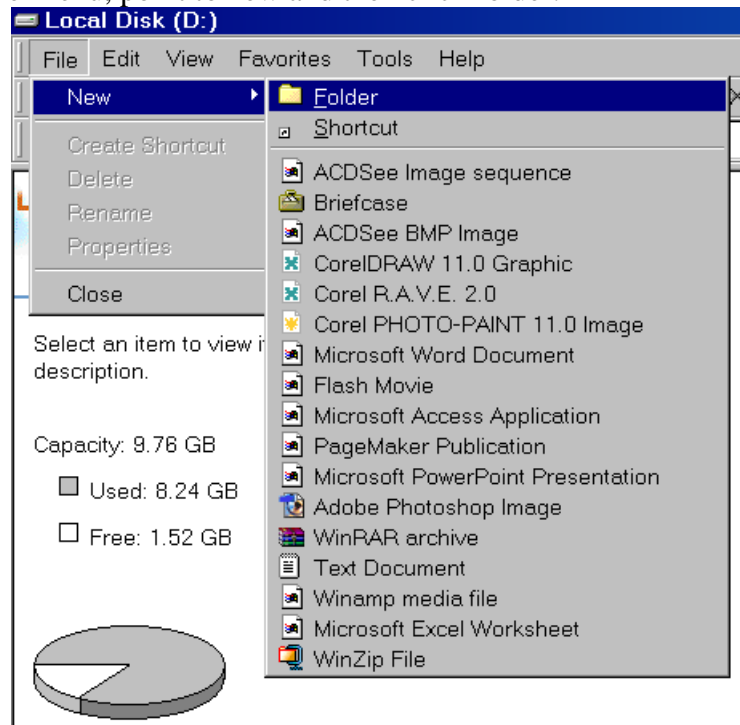 Local Disk (D:)
File Edit View Favorites Tools Help
New
Folder
Shortcut
Create Shortcut
Delete
Rename
Properties
Close
ACDSee Image sequence
Briefcase
ACDSee BMP Image
CorelDRAW 11.0 Graphic
Corel R.A.V.E. 2.0
Corel PHOTO-PAINT 11.0 Image
Microsoft Word Document
Flash Movie
Microsoft Access Application
PageMaker Publication
Microsoft PowerPoint Presentation
Adobe Photoshop Image
WinRAR archive
Text Document
Winamp media file
Microsoft Excel Worksheet
WinZip File
Select an item to view
description.
Capacity: 9.76 GB
Used: 8.24 GB
Free: 1.52 GB